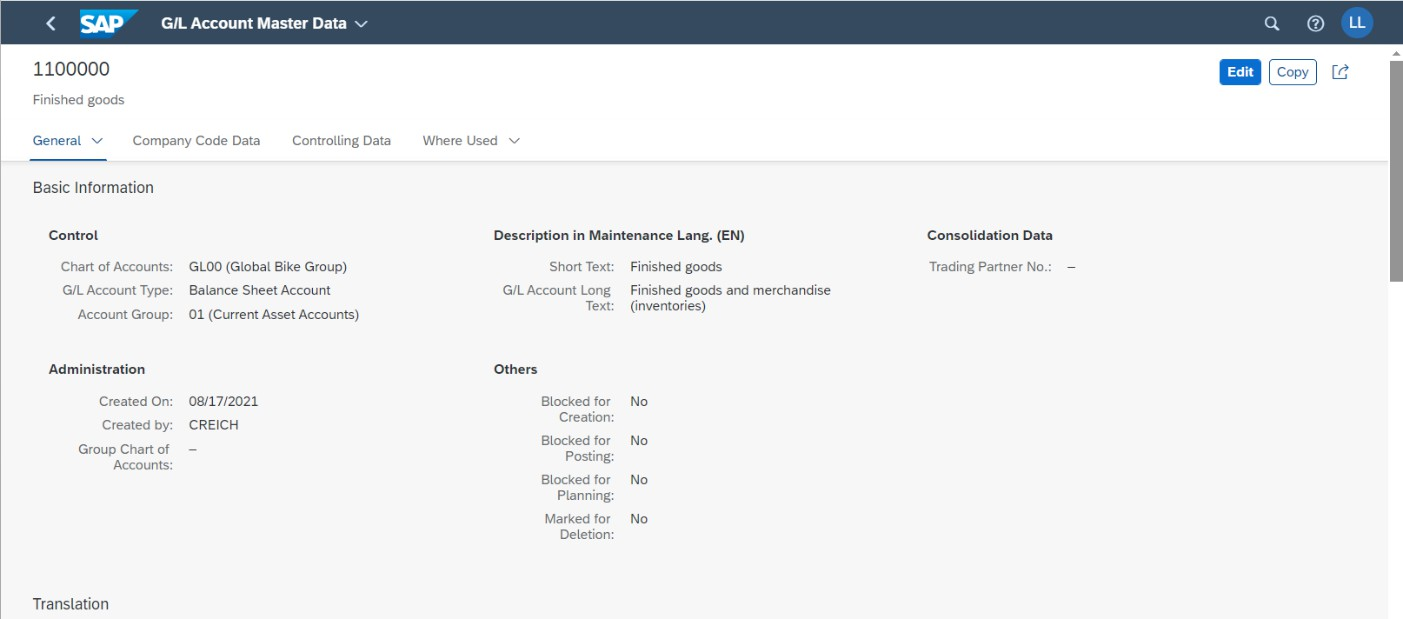 SAP G/L Account Master Data LL
1100000
Edit Copy
Finished goods
General Company Code Data Controlling Data Where Used
Basic Information
Control
Chart of Accounts: GL00 (Global Bike Group)
G/L Account Type: Balance Sheet Account
Account Group: 01 (Current Asset Accounts)
Description in Maintenance Lang. (EN)
Short Text: Finished goods
G/L Account Long Finished goods and merchandise
Text: (inventories)
Consolidation Data
Trading Partner No.: –
Administration
Created On: 08/17/2021
Created by: CREICH
Group Chart of –
Accounts:
Others
Blocked for No
Creation:
Blocked for No
Posting:
Blocked for No
Planning:
Marked for No
Deletion:
Translation